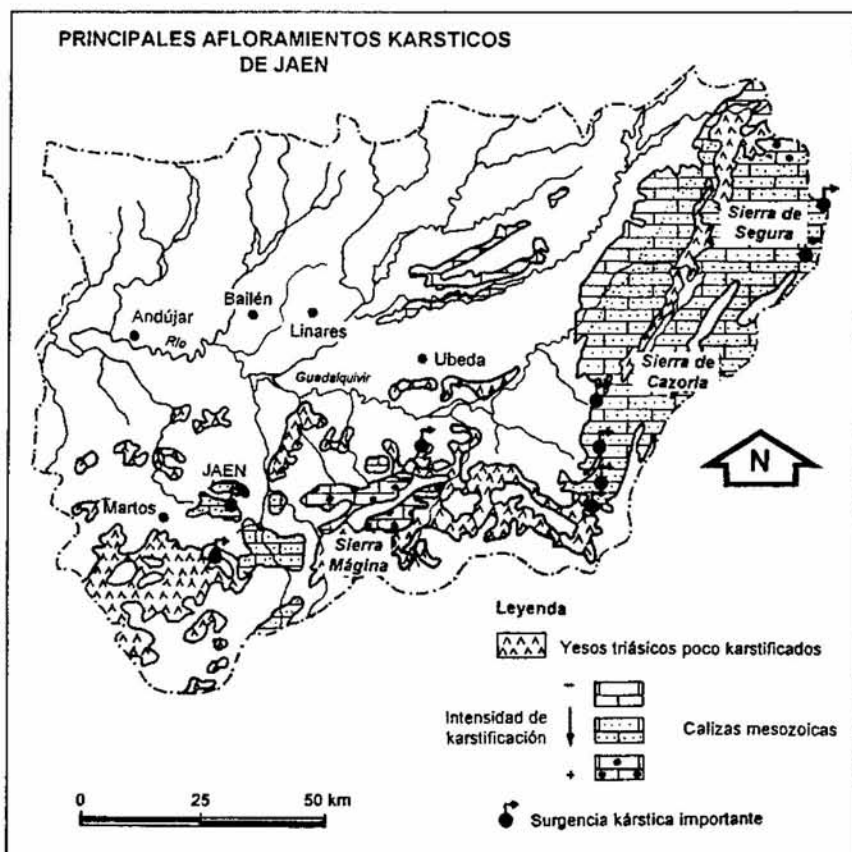 PRINCIPALES AFLORAMIENTOS KARSTICOS
DE JAEN
Sierra de
Segura
Andújar
Bailén
Linares
Río
Guadalquivir
Ubeda
Sierra de
Cazorla
N
JAEN
Martos
Sierra
Mágina
Leyenda
Yesos triásicos poco karstificados
Intensidad de
karstificación
-
+
Calizas mesozoicas
Surgencia kárstica importante
0 25 50 km